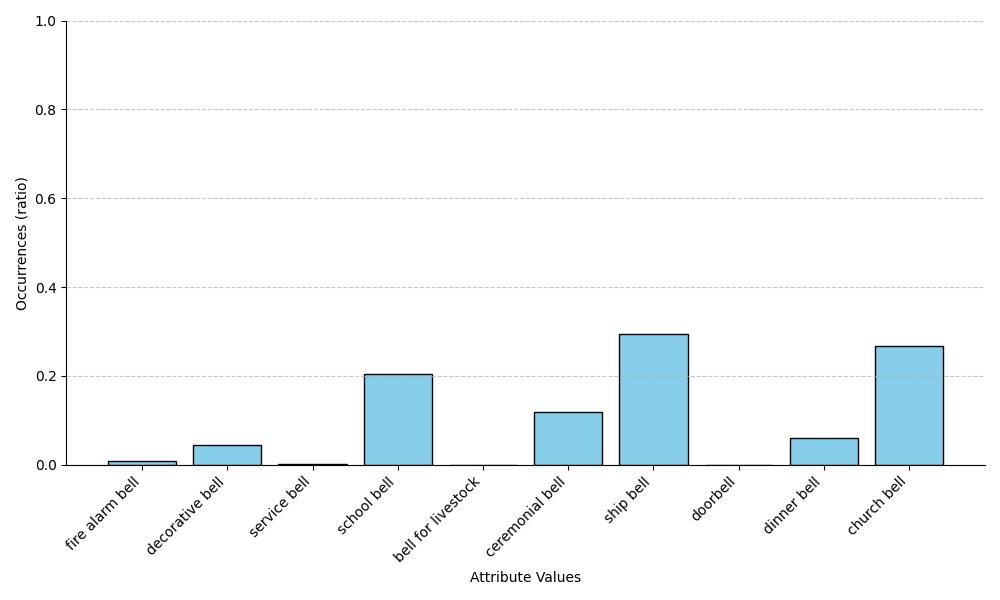 1.0
0.8
0.6
0.4
0.2
0.0
Occurrences (ratio)
fire alarm bell
decorative bell
service bell
school bell
bell for livestock
ceremonial bell
ship bell
doorbell
dinner bell
church bell
Attribute Values